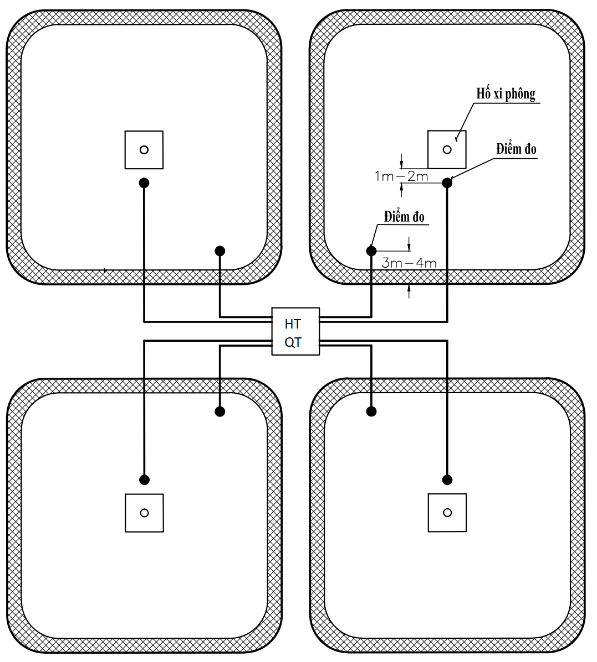 Hố xi phông
Điểm đo
1m-2m
Điểm đo
3m-4m
HT
QT